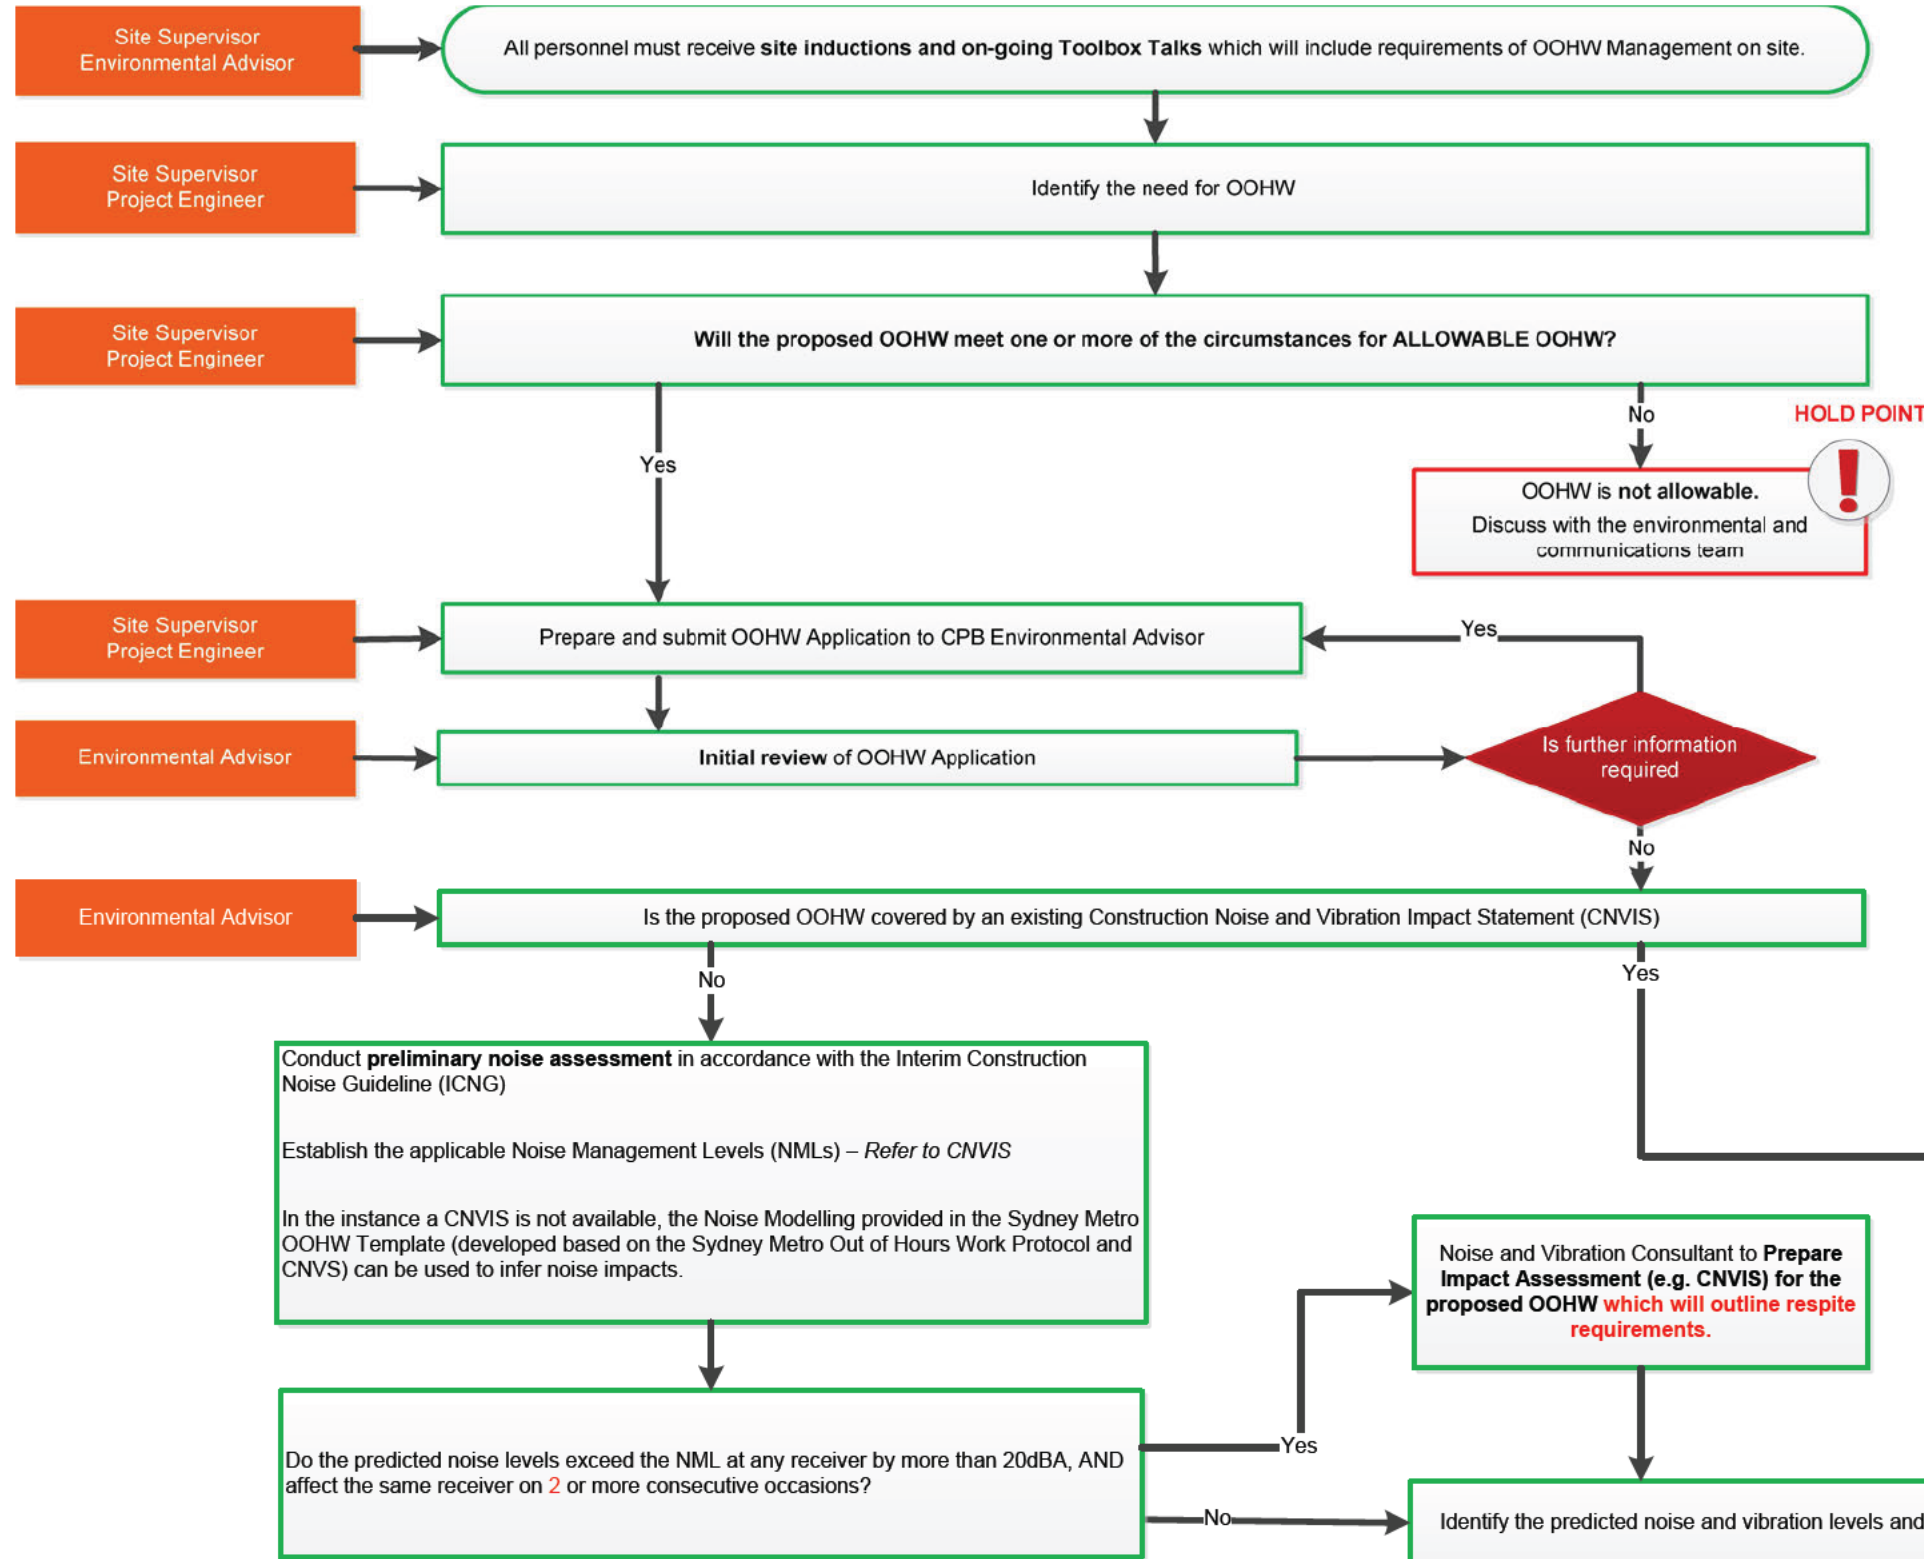 Site Supervisor
Environmental Advisor
All personnel must receive site inductions and on-going Toolbox Talks which will include requirements of OOHW Management on site.
Site Supervisor
Project Engineer
Identify the need for OOHW
Site Supervisor
Project Engineer
Will the proposed OOHW meet one or more of the circumstances for ALLOWABLE OOHW?
No
HOLD POINT
Yes
OOHW is not allowable.
Discuss with the environmental and
communications team
Site Supervisor
Project Engineer
Prepare and submit OOHW Application to CPB Environmental Advisor
Yes
Environmental Advisor
Initial review of OOHW Application
Is further information
required
No
Environmental Advisor
Is the proposed OOHW covered by an existing Construction Noise and Vibration Impact Statement (CNVIS)
No
Yes
Conduct preliminary noise assessment in accordance with the Interim Construction
Noise Guideline (ICNG)
Establish the applicable Noise Management Levels (NMLs) – Refer to CNVIS
In the instance a CNVIS is not available, the Noise Modelling provided in the Sydney Metro
OOHW Template (developed based on the Sydney Metro Out of Hours Work Protocol and
CNVS) can be used to infer noise impacts.
Noise and Vibration Consultant to Prepare
Impact Assessment (e.g. CNVIS) for the
proposed OOHW which will outline respite
requirements.
Do the predicted noise levels exceed the NML at any receiver by more than 20dBA, AND
affect the same receiver on 2 or more consecutive occasions?
Yes
No
Identify the predicted noise and vibration levels and